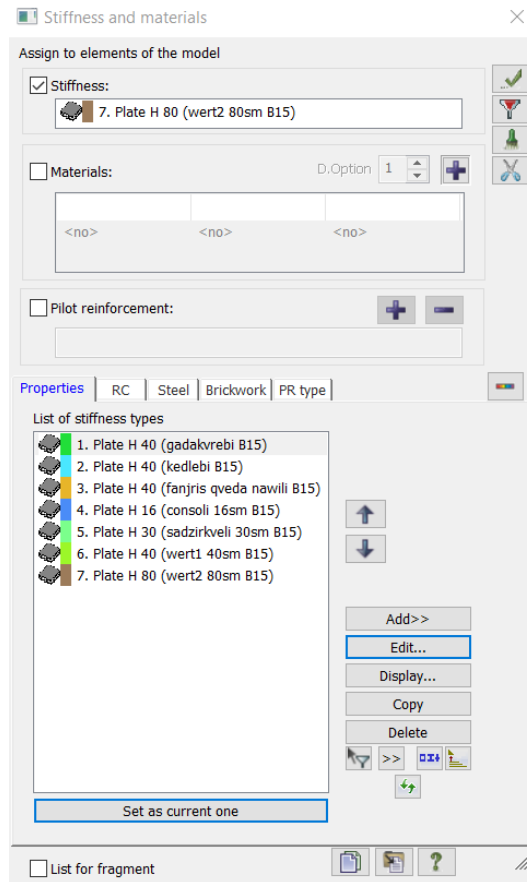 Stiffness and materials
Assign to elements of the model
Stiffness:
7. Plate H 80 (wert2 80sm B15)
Materials:
D.Option 1
<no> <no> <no>
Pilot reinforcement:
Properties RC Steel Brickwork PR type
List of stiffness types
1. Plate H 40 (gadakvrebi B15)
2. Plate H 40 (kedlebi B15)
3. Plate H 40 (fanjris qveda nawili B15)
4. Plate H 16 (consoli 16sm B15)
5. Plate H 30 (sadzirkveli 30sm B15)
6. Plate H 40 (wert1 40sm B15)
7. Plate H 80 (wert2 80sm B15)
Add>>
Edit...
Display...
Copy
Delete
>>
Set as current one
List for fragment
?